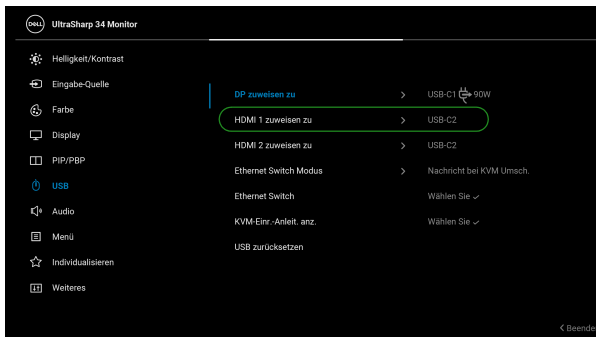 DELL UltraSharp 34 Monitor
Helligkeit/Kontrast
Eingabe-Quelle
Farbe
Display
PIP/PBP
USB
Audio
Menü
Individualisieren
Weiteres
DP zuweisen zu > USB-C1 90W
HDMI 1 zuweisen zu > USB-C2
HDMI 2 zuweisen zu > USB-C2
Ethernet Switch Modus > Nachricht bei KVM Umsch.
Ethernet Switch Wählen Sie ✓
KVM-Einr.-Anleit. anz. Wählen Sie ✓
USB zurücksetzen
< Beende